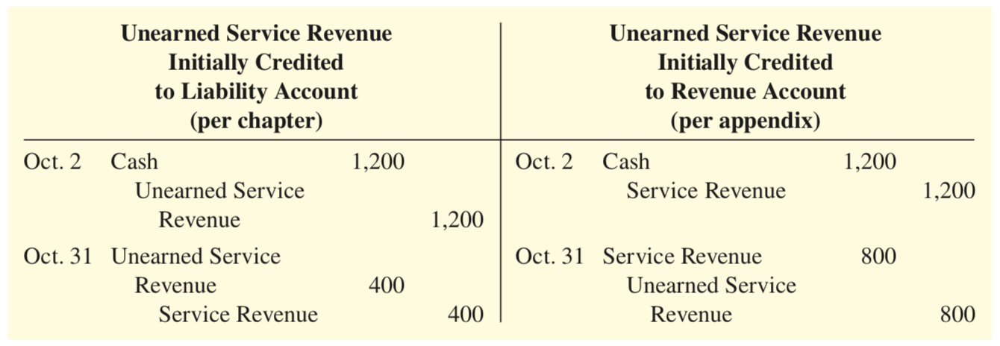 Unearned Service Revenue
Initially Credited
to Liability Account
(per chapter)
Oct. 2 Cash 1,200
Unearned Service
Revenue 1,200
Oct. 31 Unearned Service
Revenue 400
Service Revenue 400
Unearned Service Revenue
Initially Credited
to Revenue Account
(per appendix)
Oct. 2 Cash 1,200
Service Revenue 1,200
Oct. 31 Service Revenue 800
Unearned Service
Revenue 800